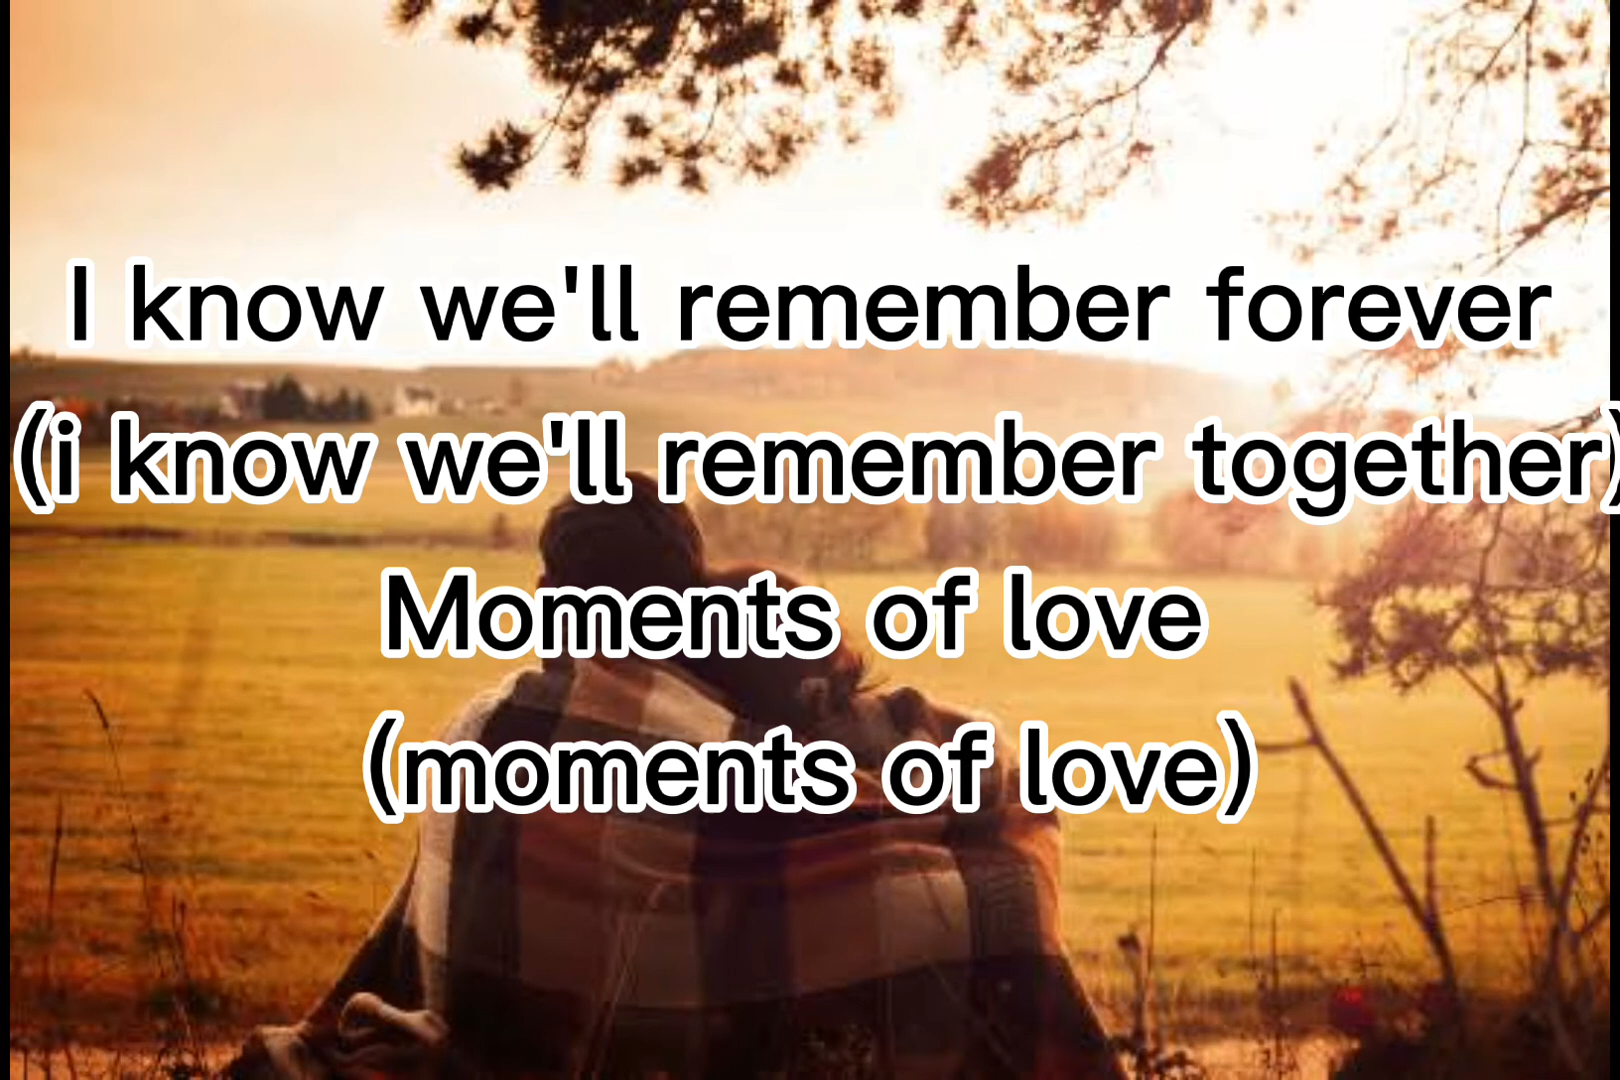 I know we'll remember forever
(i know we'll remember together)
Moments of love
(moments of love)